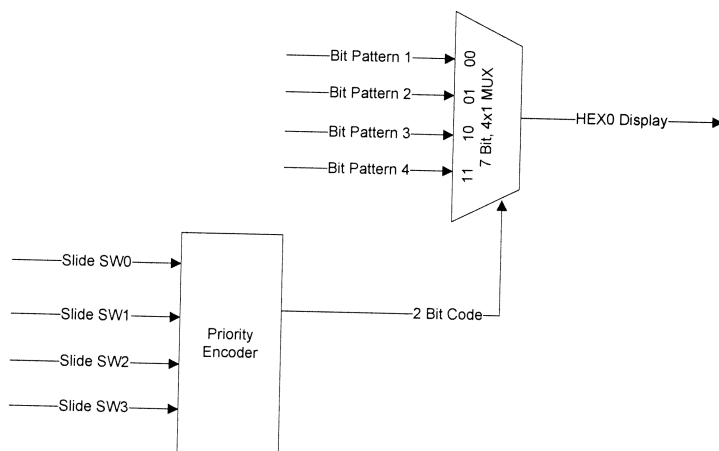 Bit Pattern 1
00
Bit Pattern 2
01
Bit Pattern 3
10
Bit Pattern 4
11
7 Bit, 4x1 MUX
HEX0 Display
Slide SW0
Slide SW1
Slide SW2
Slide SW3
Priority
Encoder
2 Bit Code